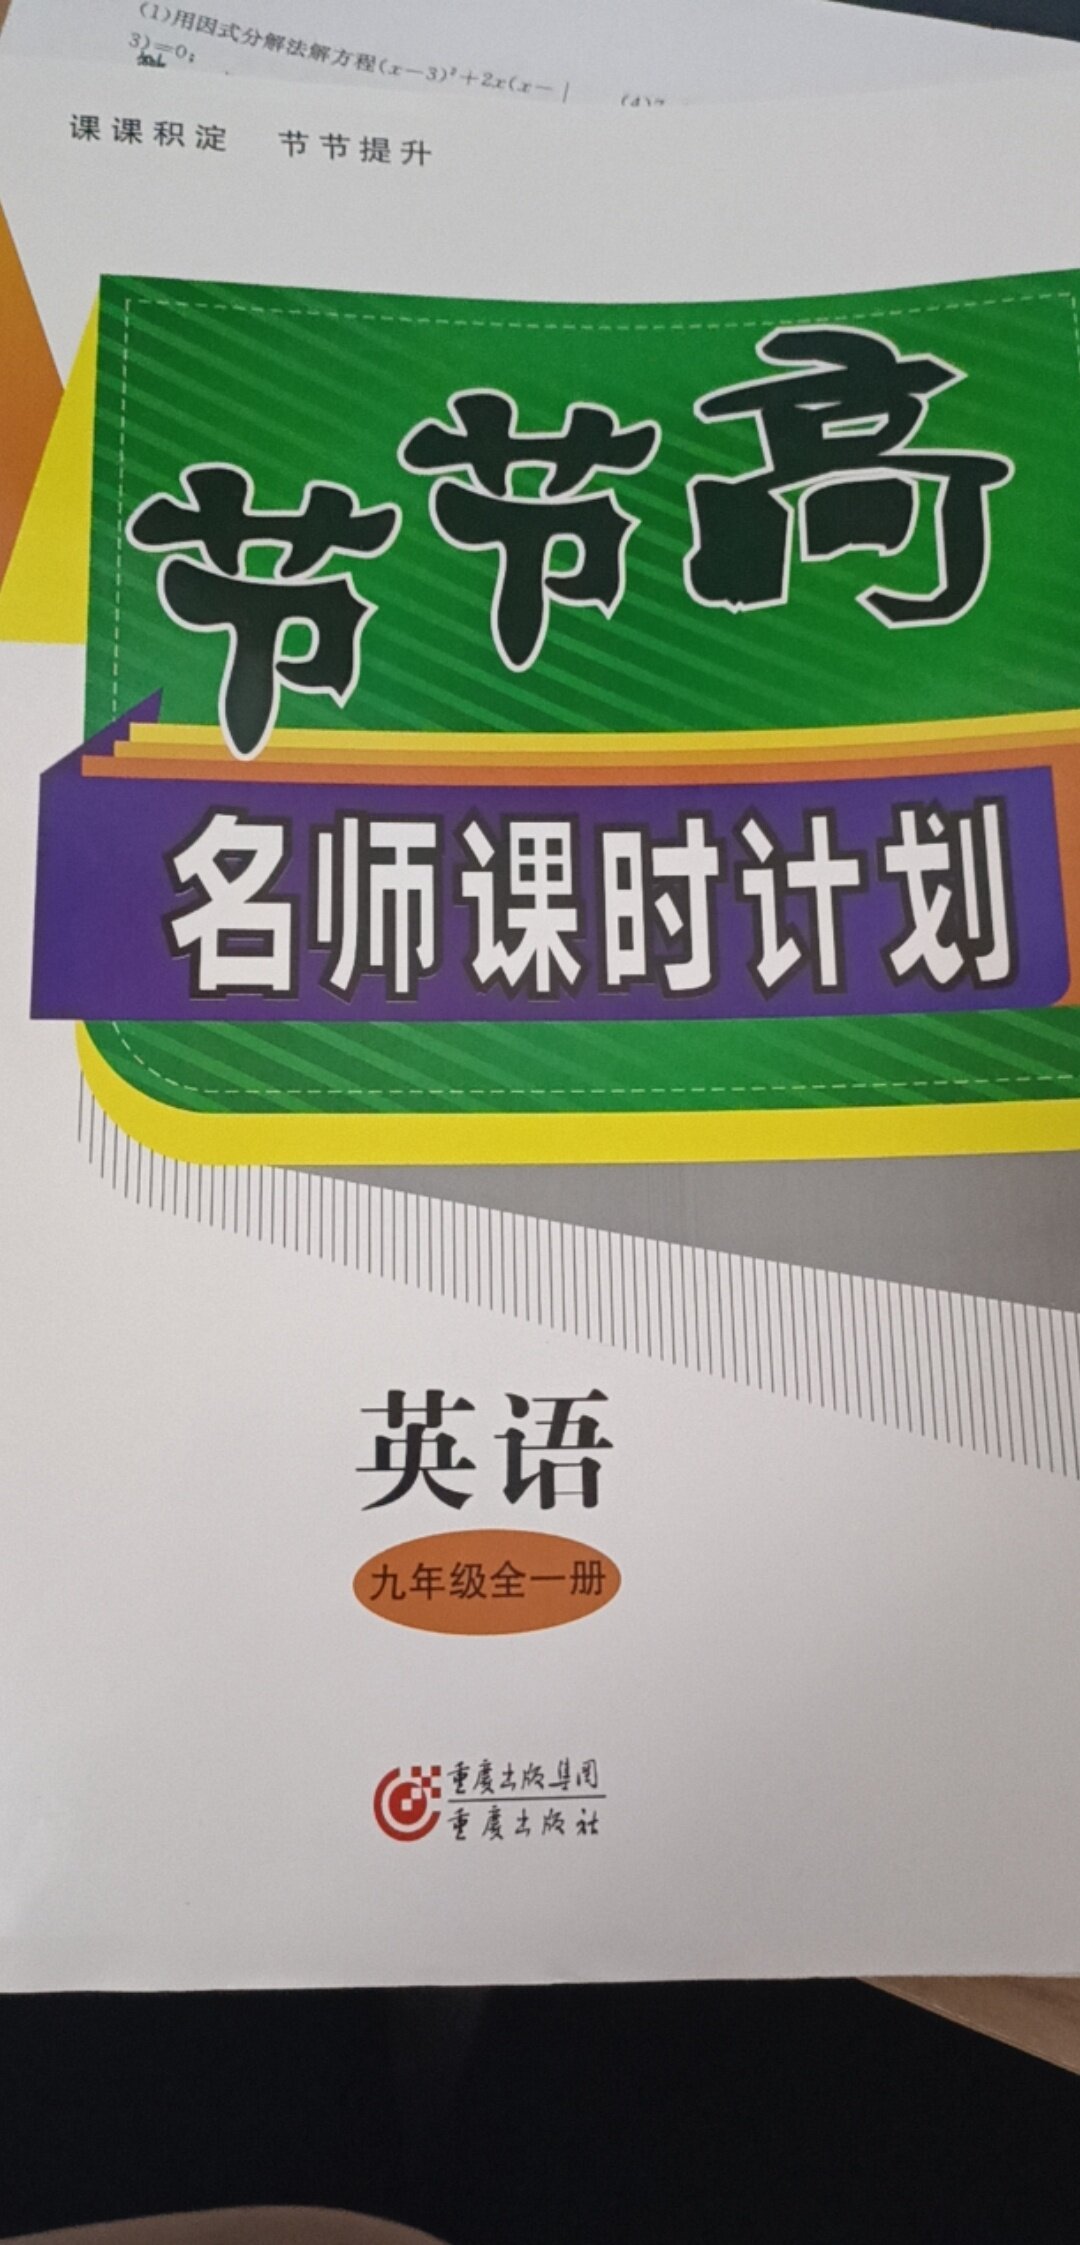 (1)用因式分解法解方程(x-3)²+2x(x-
3)=0;
课课积淀 节节提升
节节高
名师课时计划
英语
九年级全一册
重庆出版集团
重庆出版社